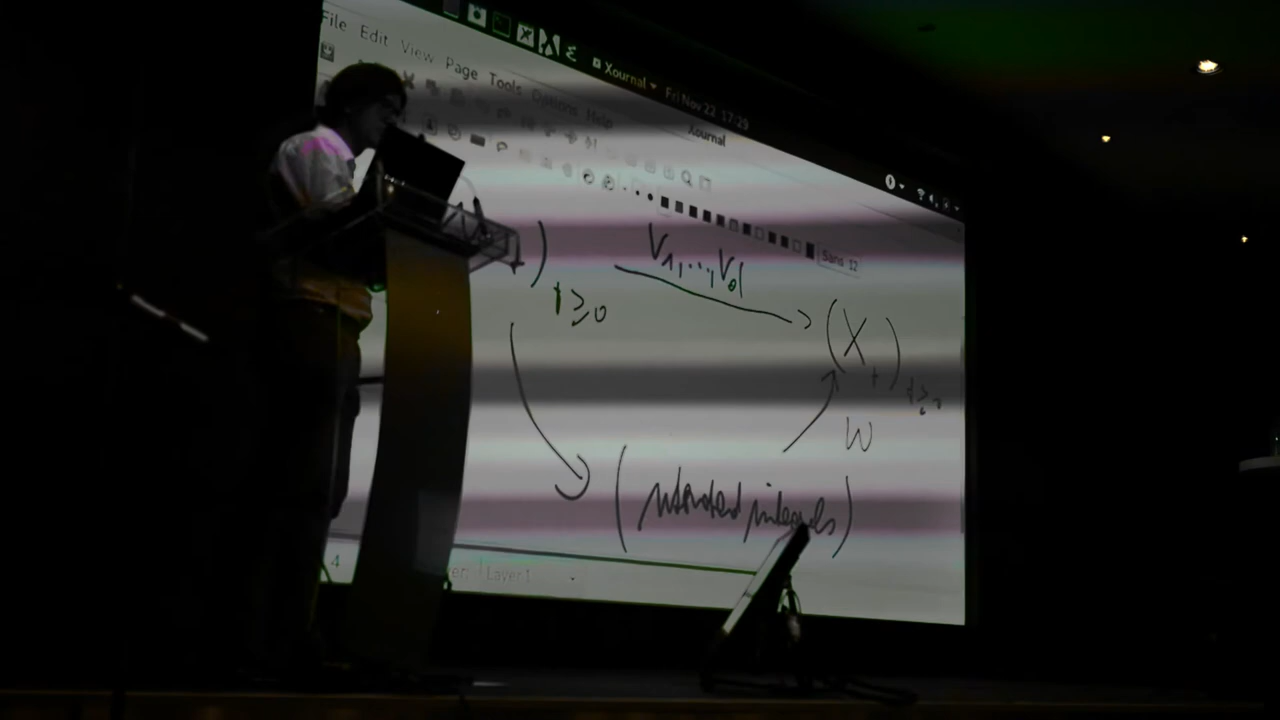 Xournal Fri Nov 22 17:29
Xournal
File Edit View Page Tools Options Help
Sans 12
) t≥0
V1,...,Vd
(Xt)t≥0
W
(iterated integrals)
4
Layer 1